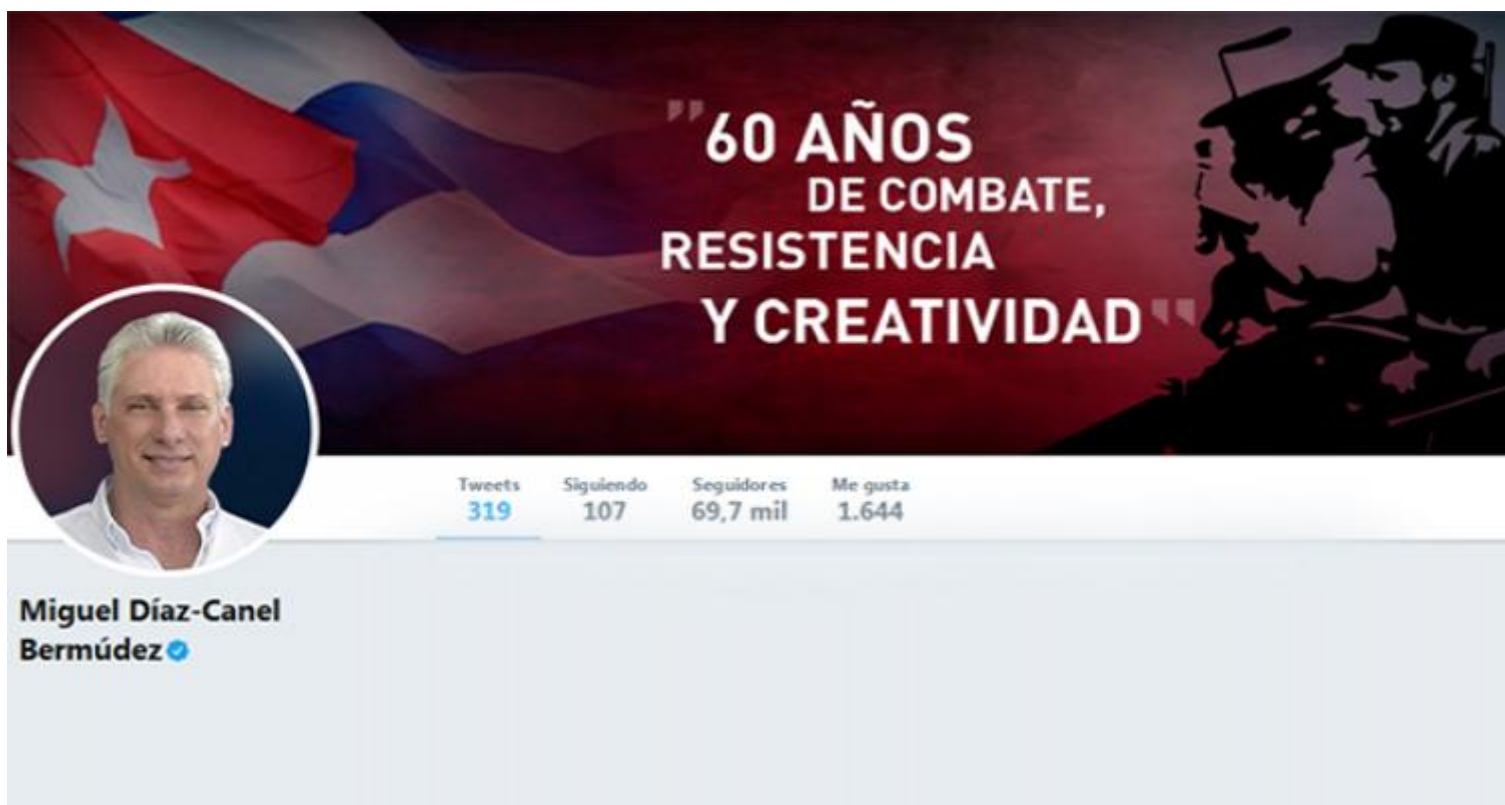 "60 AÑOS
DE COMBATE,
RESISTENCIA
Y CREATIVIDAD"
Tweets Siguiendo Seguidores Me gusta
319 107 69,7 mil 1.644
Miguel Díaz-Canel
Bermúdez